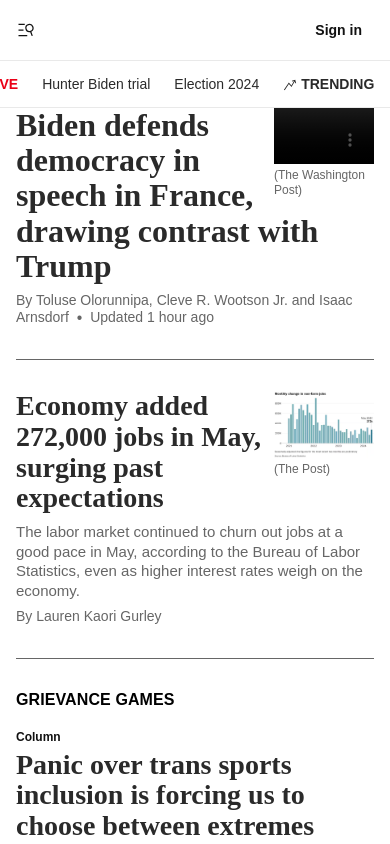 Sign in
VE Hunter Biden trial Election 2024 TRENDING
Biden defends
democracy in
speech in France,
drawing contrast with
Trump
(The Washington
Post)
By Toluse Olorunnipa, Cleve R. Wootson Jr. and Isaac
Arnsdorf • Updated 1 hour ago
Economy added
272,000 jobs in May,
surging past
expectations
(The Post)
The labor market continued to churn out jobs at a
good pace in May, according to the Bureau of Labor
Statistics, even as higher interest rates weigh on the
economy.
By Lauren Kaori Gurley
GRIEVANCE GAMES
Column
Panic over trans sports
inclusion is forcing us to
choose between extremes